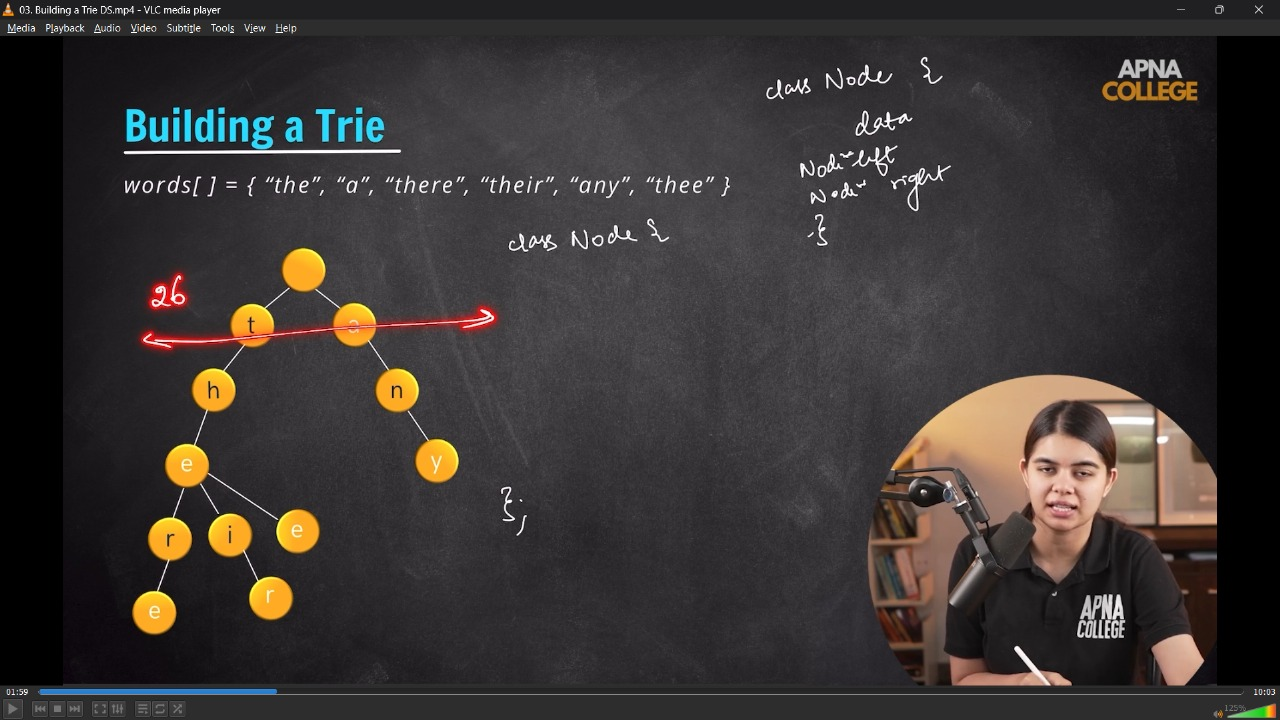 03. Building a Trie DS.mp4 - VLC media player
Media Playback Audio Video Subtitle Tools View Help
APNA
COLLEGE
class Node {
data
Node* left
Node* right
}
Building a Trie
words[ ] = { “the”, “a”, “there”, “their”, “any”, “thee” }
class Node {
26
t a
h n
e y
r i e
e r
};
APNA
COLLEGE
01:59 10:03
125%